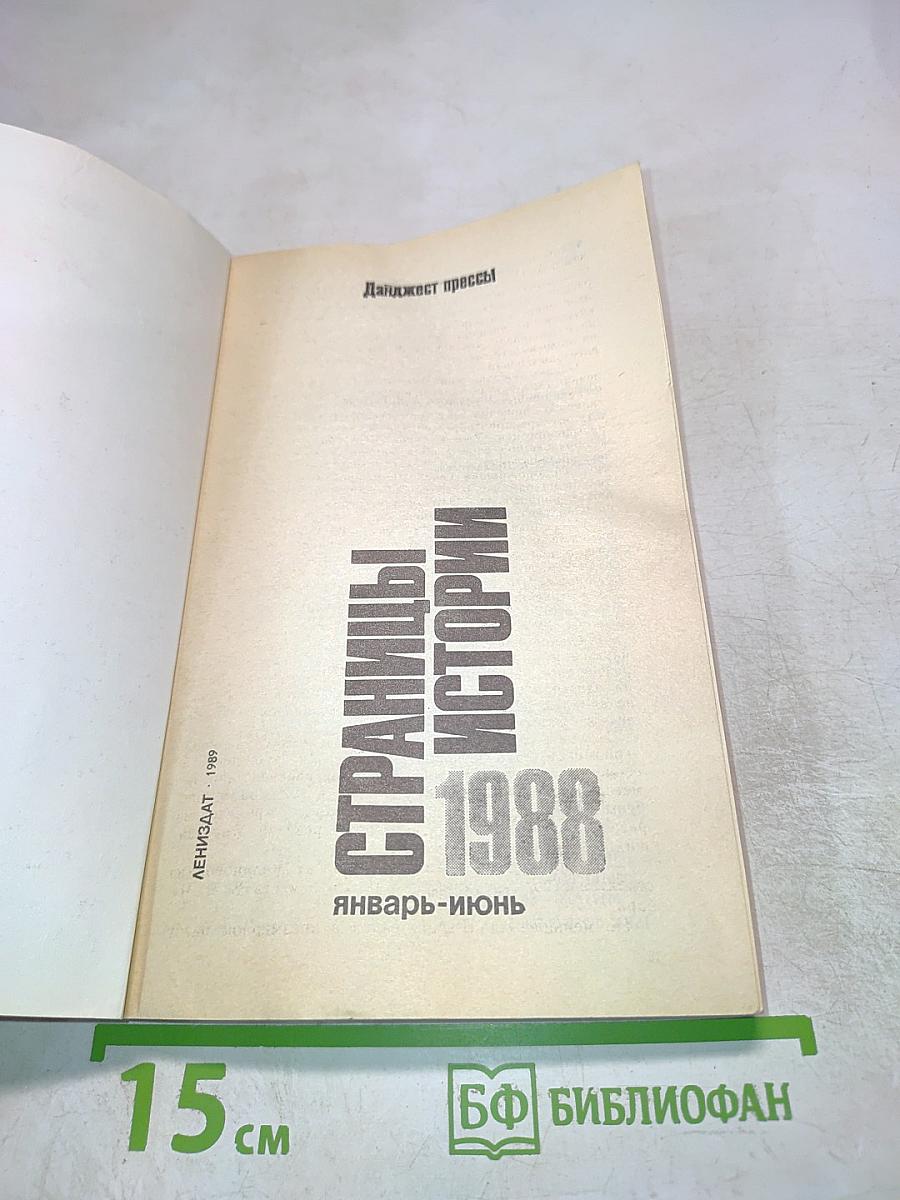 Дайджест прессы
СТРАНИЦЫ
ИСТОРИИ
1988
январь-июнь
ЛЕНИЗДАТ · 1989
15 см
БФ БИБЛИОФАН